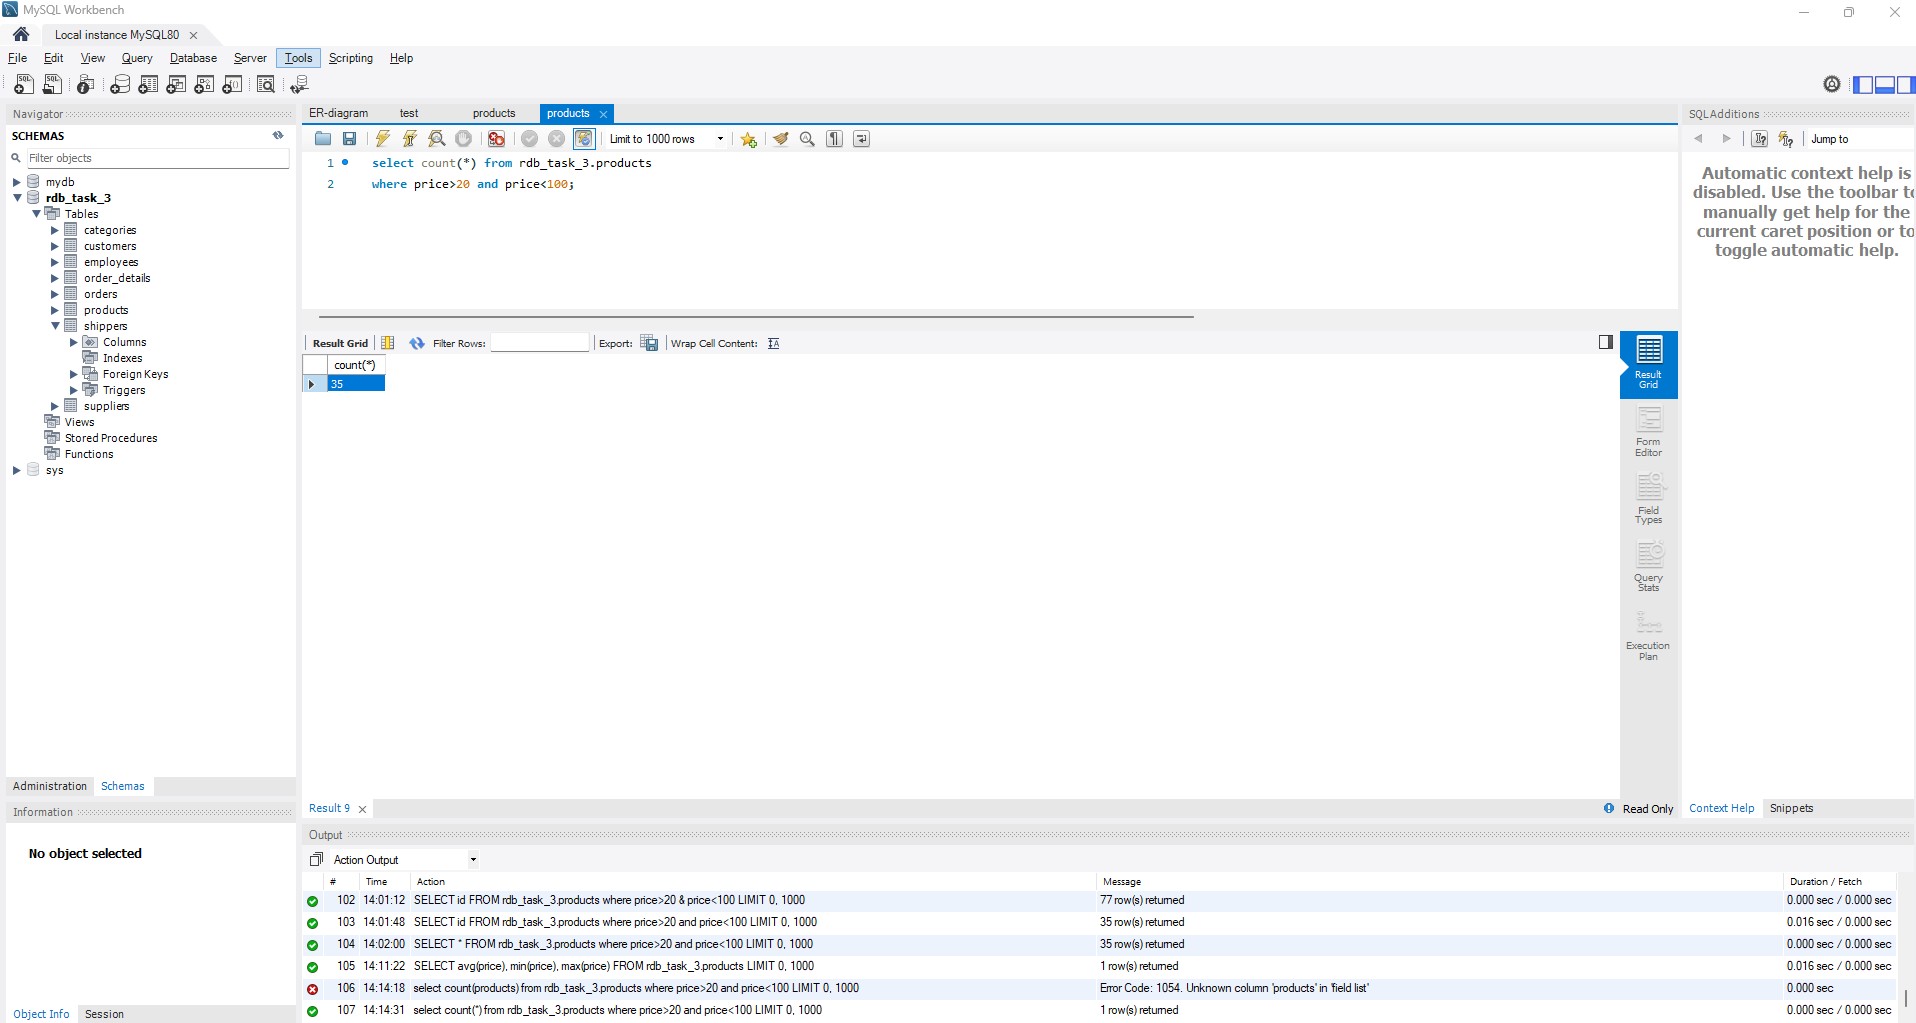 MySQL Workbench
Local instance MySQL80
File Edit View Query Database Server Tools Scripting Help
Navigator
SCHEMAS
Filter objects
mydb
rdb_task_3
Tables
categories
customers
employees
order_details
orders
products
shippers
Columns
Indexes
Foreign Keys
Triggers
suppliers
Views
Stored Procedures
Functions
sys
Administration Schemas
Information
No object selected
Object Info Session
ER-diagram test products products
Limit to 1000 rows
1 select count(*) from rdb_task_3.products
2 where price>20 and price<100;
Result Grid Filter Rows: Export: Wrap Cell Content:
count(*)
35
Result Grid
Form Editor
Field Types
Query Stats
Execution Plan
Result 9
Read Only
SQLAdditions
Jump to
Automatic context help is
disabled. Use the toolbar to
manually get help for the
current caret position or to
toggle automatic help.
Context Help Snippets
Output
Action Output
# Time Action Message Duration / Fetch
102 14:01:12 SELECT id FROM rdb_task_3.products where price>20 & price<100 LIMIT 0, 1000 77 row(s) returned 0.000 sec / 0.000 sec
103 14:01:48 SELECT id FROM rdb_task_3.products where price>20 and price<100 LIMIT 0, 1000 35 row(s) returned 0.016 sec / 0.000 sec
104 14:02:00 SELECT * FROM rdb_task_3.products where price>20 and price<100 LIMIT 0, 1000 35 row(s) returned 0.000 sec / 0.000 sec
105 14:11:22 SELECT avg(price), min(price), max(price) FROM rdb_task_3.products LIMIT 0, 1000 1 row(s) returned 0.016 sec / 0.000 sec
106 14:14:18 select count(products) from rdb_task_3.products where price>20 and price<100 LIMIT 0, 1000 Error Code: 1054. Unknown column 'products' in 'field list' 0.000 sec
107 14:14:31 select count(*) from rdb_task_3.products where price>20 and price<100 LIMIT 0, 1000 1 row(s) returned 0.000 sec / 0.000 sec